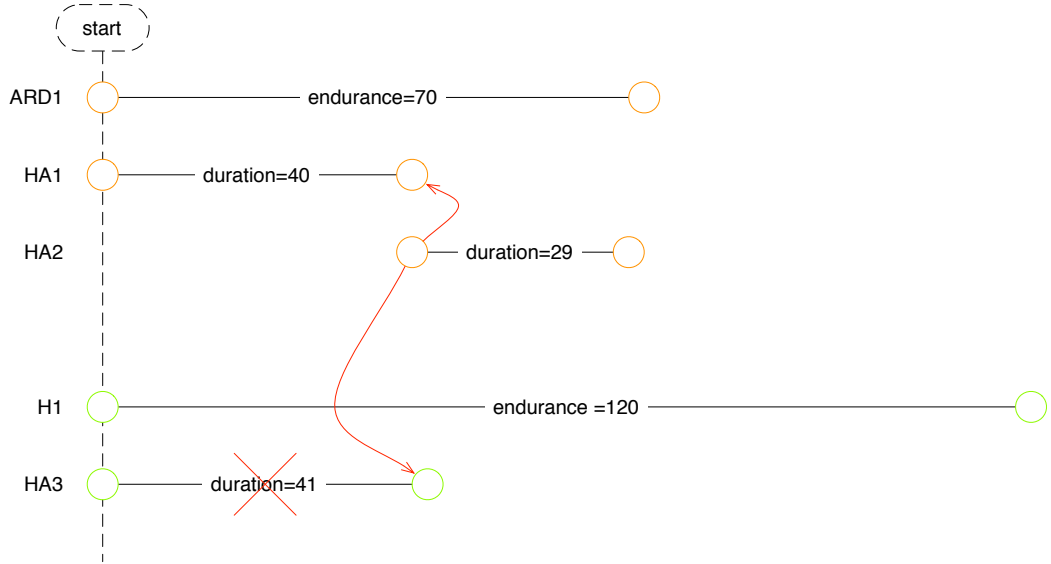 start
ARD1 endurance=70
HA1 duration=40
HA2 duration=29
H1 endurance =120
HA3 duration=41